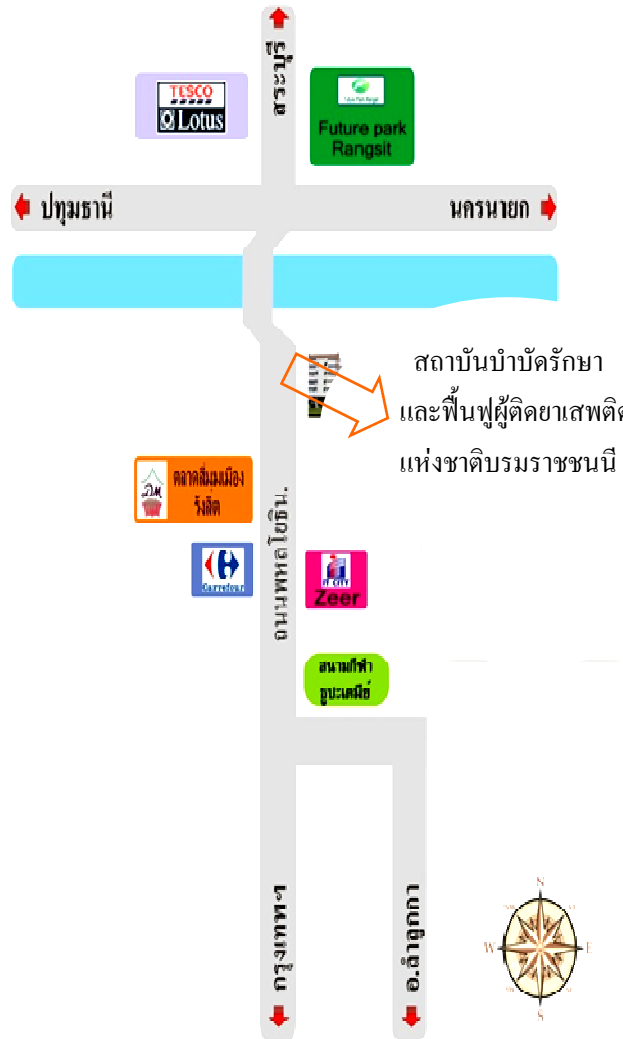 สระบุรี
TESCO
Lotus
Future park
Rangsit
ปทุมธานี
นครนายก
สถาบันบำบัดรักษา
และฟื้นฟูผู้ติดยาเสพติด
แห่งชาติบรมราชชนนี
ตลาดสี่มุมเมือง
รังสิต
ถนนพหลโยธิน.
Carrefour
IT CITY
Zeer
สนามกีฬา
ธูปะเตมีย์
กรุงเทพฯ
อ.ลำลูกกา
N
W
E
S